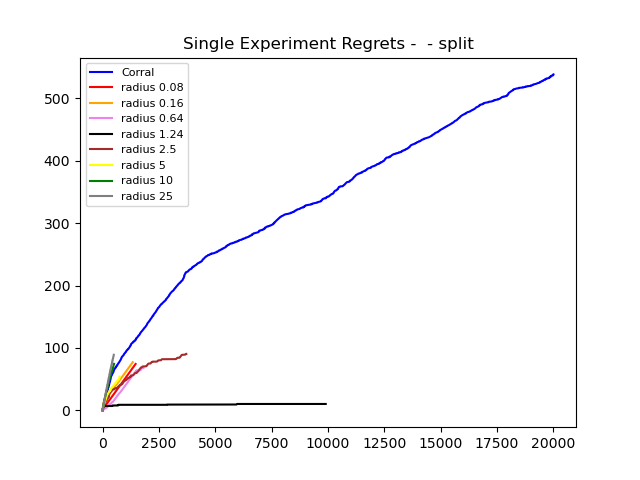 Single Experiment Regrets -  - split
Corral
radius 0.08
radius 0.16
radius 0.64
radius 1.24
radius 2.5
radius 5
radius 10
radius 25
500
400
300
200
100
0
0 2500 5000 7500 10000 12500 15000 17500 20000